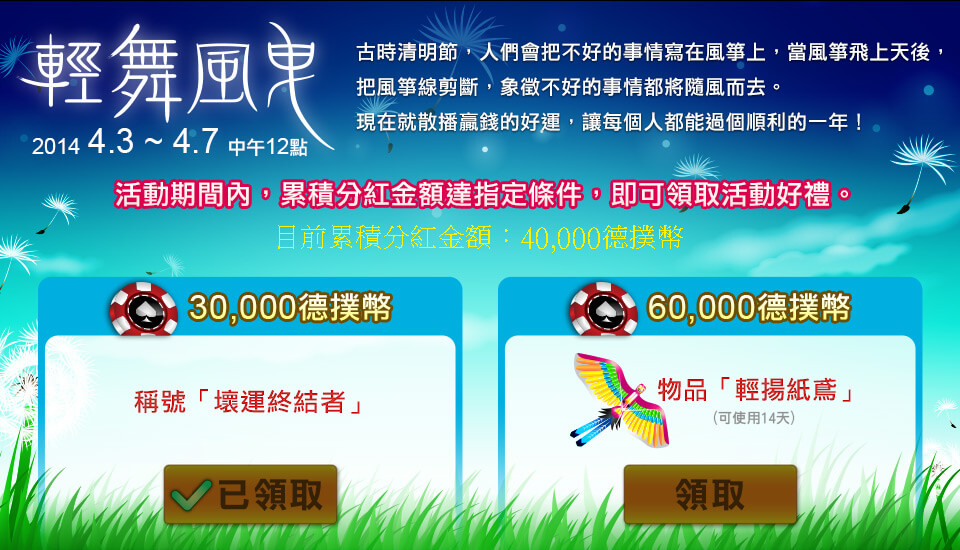 輕舞風曳
2014 4.3 ~ 4.7 中午12點
古時清明節，人們會把不好的事情寫在風箏上，當風箏飛上天後，
把風箏線剪斷，象徵不好的事情都將隨風而去。
現在就散播贏錢的好運，讓每個人都能過個順利的一年！
活動期間內，累積分紅金額達指定條件，即可領取活動好禮。
目前累積分紅金額：40,000德撲幣
30,000德撲幣
稱號「壞運終結者」
已領取
60,000德撲幣
物品「輕揚紙鳶」
(可使用14天)
領取